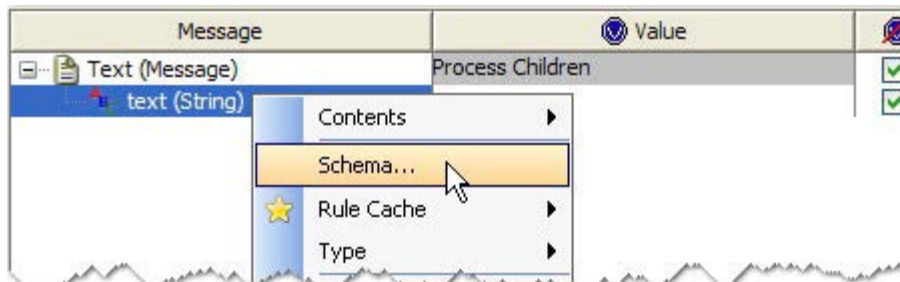 Message Value
Text (Message) Process Children
text (String)
Contents
Schema...
Rule Cache
Type